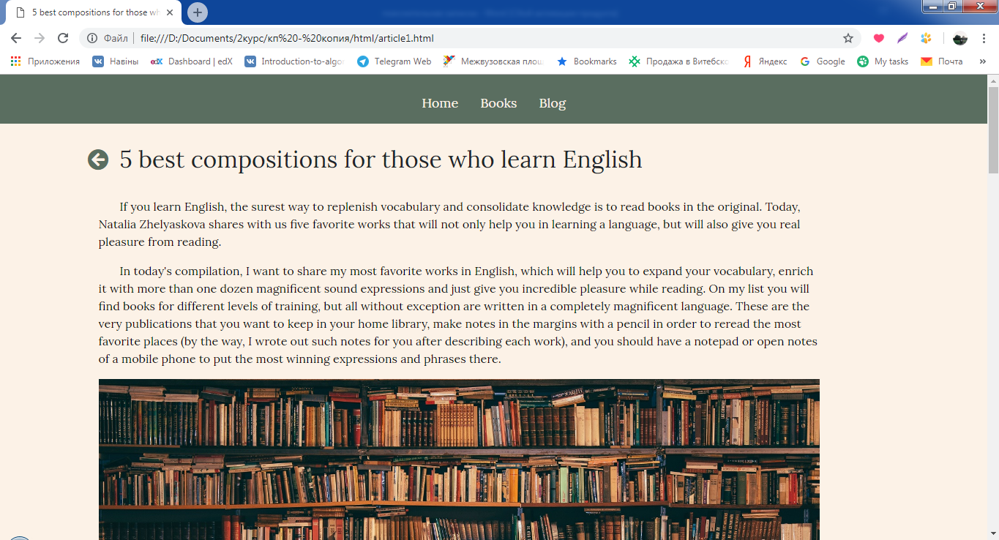 5 best compositions for those wh
Файл
file:///D:/Documents/2курс/кп%20-%20копия/html/article1.html
Приложения
Навіны
edX Dashboard | edX
Introduction-to-algor
Telegram Web
Межвузовская площ
Bookmarks
Продажа в Витебско
Яндекс
Google
My tasks
Почта
Home Books Blog
5 best compositions for those who learn English
If you learn English, the surest way to replenish vocabulary and consolidate knowledge is to read books in the original. Today,
Natalia Zhelyaskova shares with us five favorite works that will not only help you in learning a language, but will also give you real
pleasure from reading.
In today's compilation, I want to share my most favorite works in English, which will help you to expand your vocabulary, enrich
it with more than one dozen magnificent sound expressions and just give you incredible pleasure while reading. On my list you will
find books for different levels of training, but all without exception are written in a completely magnificent language. These are the
very publications that you want to keep in your home library, make notes in the margins with a pencil in order to reread the most
favorite places (by the way, I wrote out such notes for you after describing each work), and you should have a notepad or open notes
of a mobile phone to put the most winning expressions and phrases there.
SCARLETT